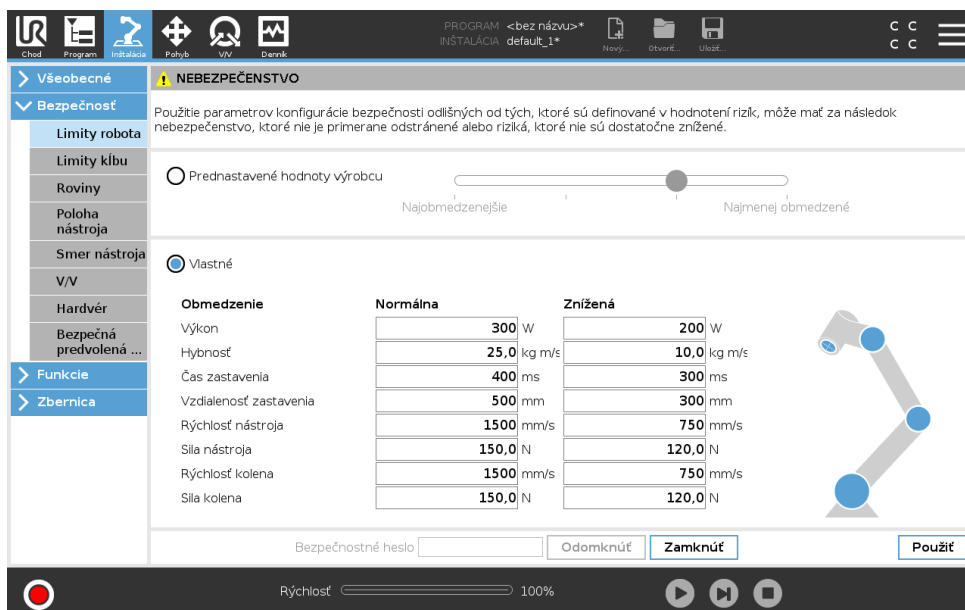 UR
Chod
Program
Inštalácia
Pohyb
V/V
Denník
PROGRAM <bez názvu>*
INŠTALÁCIA default_1*
Nový...
Otvoriť...
Uložiť...
C C
C C
Všeobecné
Bezpečnosť
Limity robota
Limity kĺbu
Roviny
Poloha
nástroja
Smer nástroja
V/V
Hardvér
Bezpečná
predvolená ...
Funkcie
Zbernica
NEBEZPEČENSTVO
Použitie parametrov konfigurácie bezpečnosti odlišných od tých, ktoré sú definované v hodnotení rizík, môže mať za následok
nebezpečenstvo, ktoré nie je primerane odstránené alebo riziká, ktoré nie sú dostatočne znížené.
Prednastavené hodnoty výrobcu
Najobmedzenejšie Najmenej obmedzené
Vlastné
Obmedzenie Normálna Znížená
Výkon 300 W 200 W
Hybnosť 25,0 kg m/s 10,0 kg m/s
Čas zastavenia 400 ms 300 ms
Vzdialenosť zastavenia 500 mm 300 mm
Rýchlosť nástroja 1500 mm/s 750 mm/s
Sila nástroja 150,0 N 120,0 N
Rýchlosť kolena 1500 mm/s 750 mm/s
Sila kolena 150,0 N 120,0 N
Bezpečnostné heslo Odomknúť Zamknúť Použiť
Rýchlosť 100%